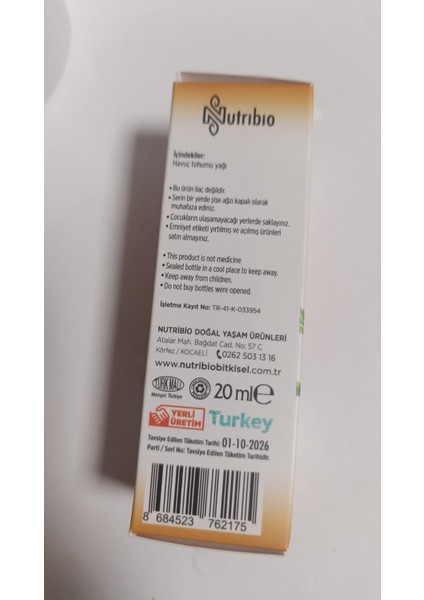 Nutribio
İçindekiler:
Havuç tohumu yağı
• Bu ürün ilaç değildir.
• Serin bir yerde şişe ağzı kapalı olarak
muhafaza ediniz.
• Çocukların ulaşamayacağı yerlerde saklayınız.
• Emniyet etiketi yırtılmış ve açılmış ürünleri
satın almayınız.
• This product is not medicine
• Sealed bottle in a cool place to keep away.
• Keep away from children.
• Do not buy bottles were opened.
İşletme Kayıt No: TR-41-K-033954
NUTRİBİO DOĞAL YAŞAM ÜRÜNLERİ
Atalar Mah. Bağdat Cad. No: 57 C
Körfez / KOCAELİ 0262 503 13 16
www.nutribiobitkisel.com.tr
TÜRK MALI
Menşei: Türkiye
20 ml e
YERLİ
ÜRETİM
Turkey
Tavsiye Edilen Tüketim Tarihi: 01-10-2026
Parti / Seri No: Tavsiye Edilen Tüketim Tarihidir.
8 684523 762175